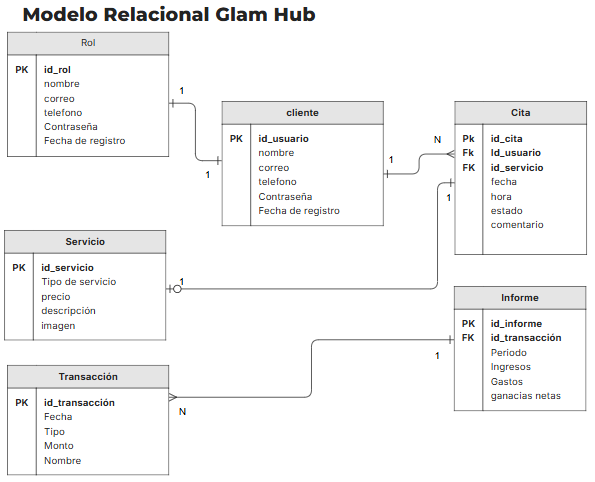 Modelo Relacional Glam Hub
Rol
PK id_rol
nombre
correo
telefono
Contraseña
Fecha de registro
1
1
cliente
PK id_usuario
nombre
correo
telefono
Contraseña
Fecha de registro
1
N
Cita
Pk id_cita
Fk Id_usuario
FK id_servicio
fecha
hora
estado
comentario
1
Servicio
PK id_servicio
Tipo de servicio
precio
descripción
imagen
1
Informe
PK id_informe
FK id_transacción
Periodo
Ingresos
Gastos
ganacias netas
1
Transacción
PK id_transacción
Fecha
Tipo
Monto
Nombre
N